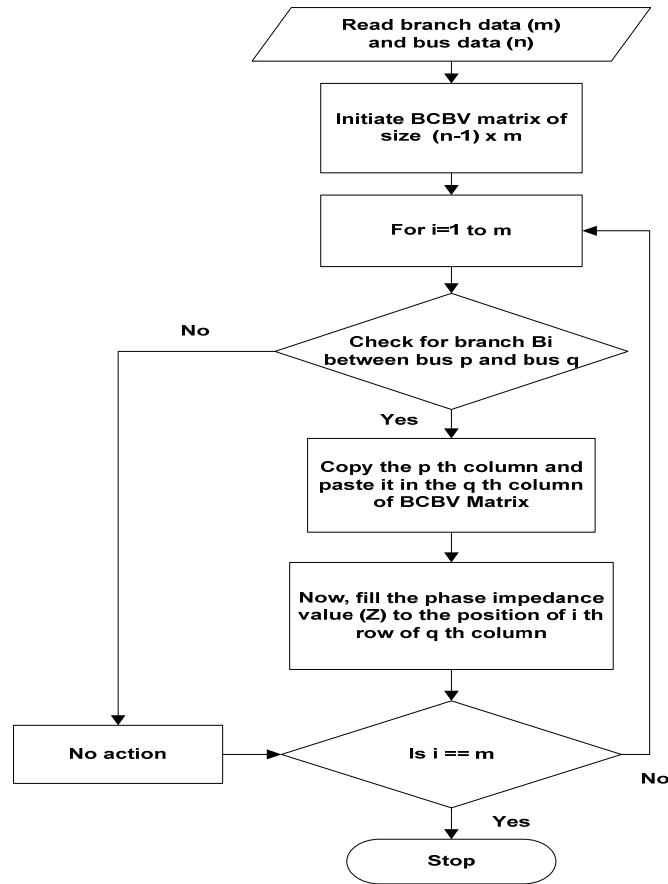 Read branch data (m)
and bus data (n)
Initiate BCBV matrix of
size (n-1) x m
For i=1 to m
No
Check for branch Bi
between bus p and bus q
Yes
Copy the p th column and
paste it in the q th column
of BCBV Matrix
Now, fill the phase impedance
value (Z) to the position of i th
row of q th column
No action
Is i == m
No
Yes
Stop